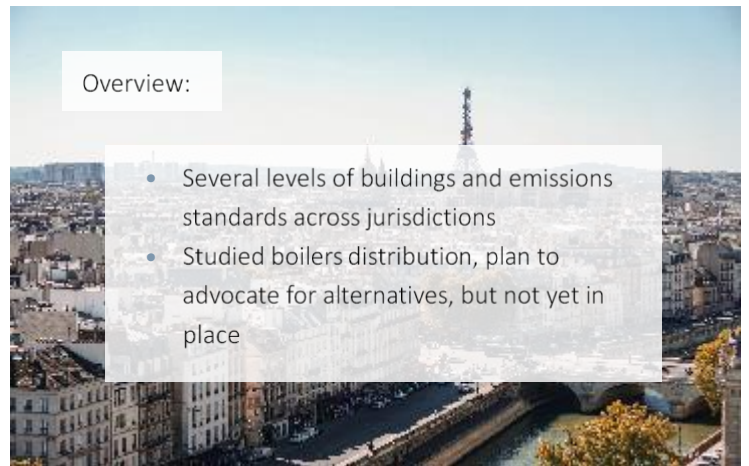 Overview:
• Several levels of buildings and emissions
standards across jurisdictions
• Studied boilers distribution, plan to
advocate for alternatives, but not yet in
place